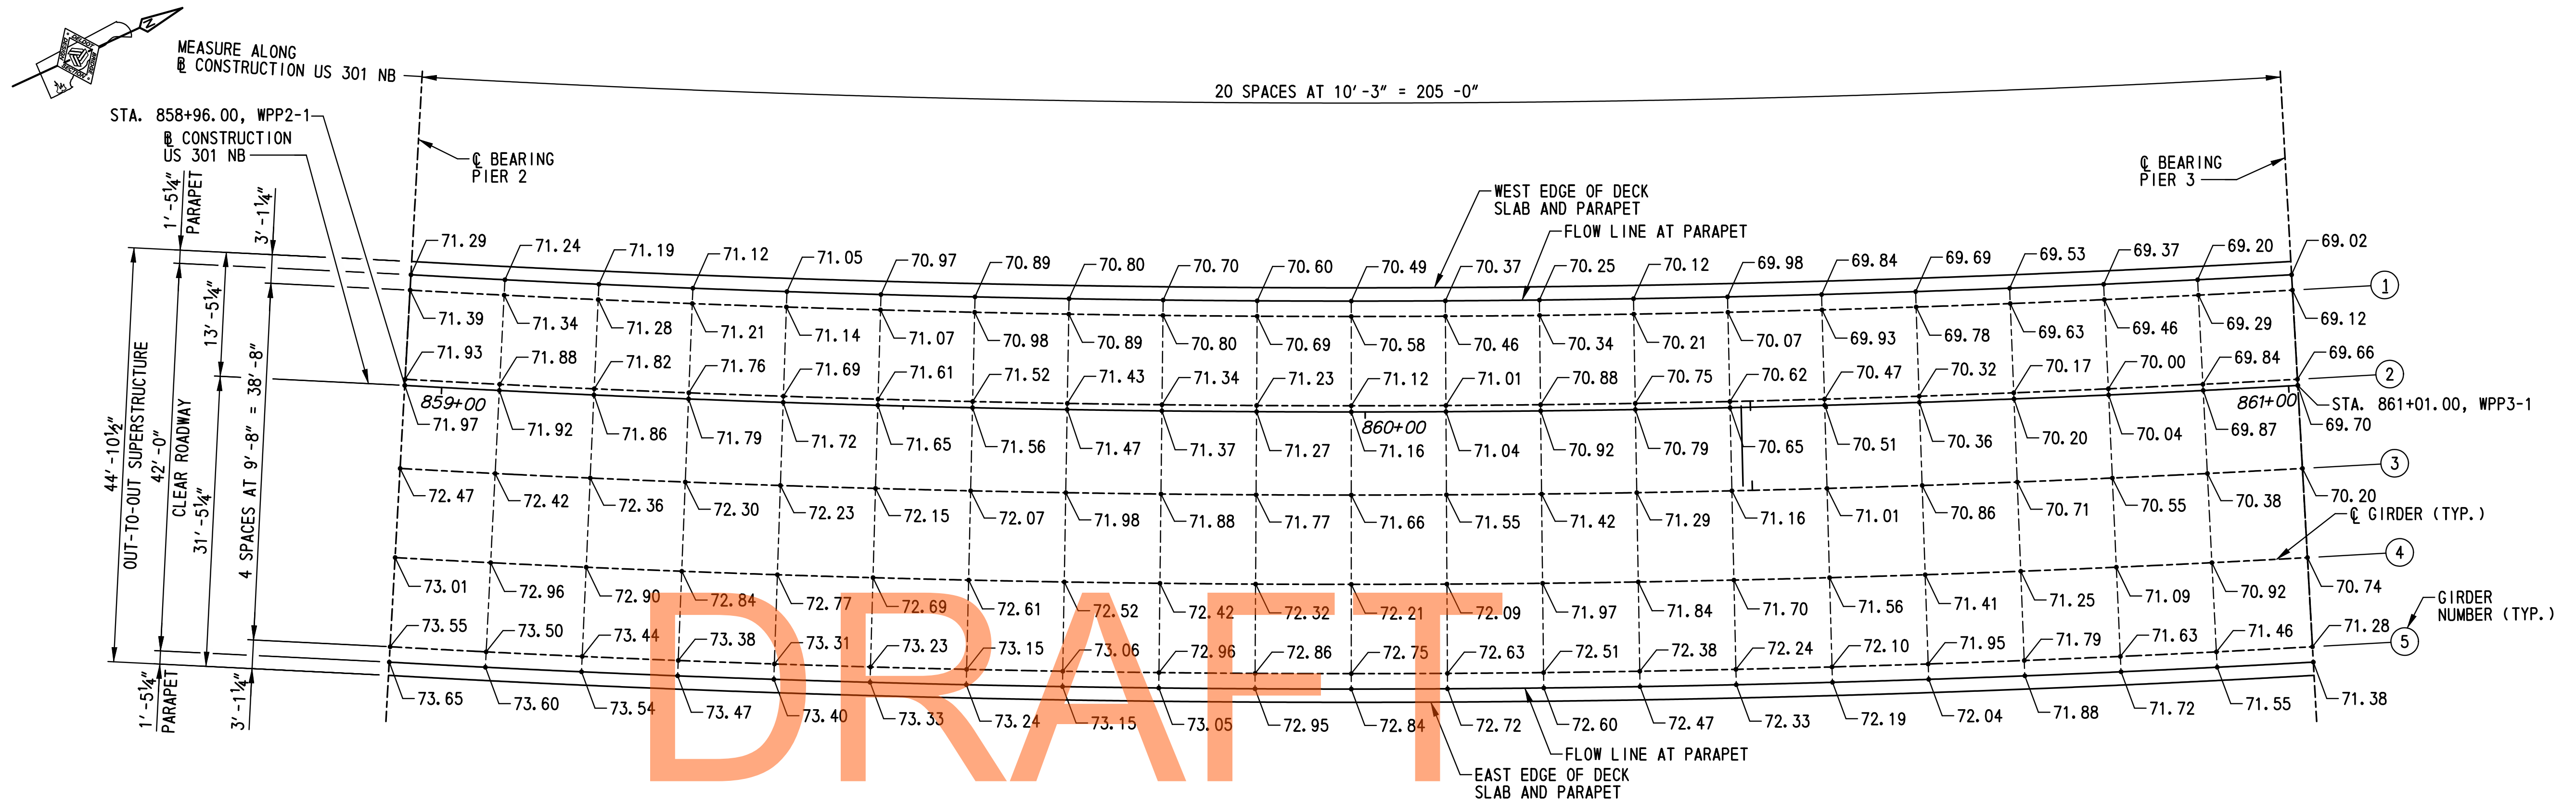 N
MEASURE ALONG
℄ CONSTRUCTION US 301 NB
20 SPACES AT 10'-3" = 205 -0"
STA. 858+96.00, WPP2-1
CONSTRUCTION
US 301 NB
℄ BEARING
PIER 2
℄ BEARING
PIER 3
WEST EDGE OF DECK
SLAB AND PARAPET
FLOW LINE AT PARAPET
1'-5¼"
PARAPET
3'-1¼"
13'-5¼"
44'-10½"
OUT-TO-OUT SUPERSTRUCTURE
42'-0"
CLEAR ROADWAY
31'-5¼"
4 SPACES AT 9'-8" = 38'-8"
1'-5¼"
PARAPET
3'-1¼"
71.29 71.24 71.19 71.12 71.05 70.97 70.89 70.80 70.70 70.60 70.49 70.37 70.25 70.12 69.98 69.84 69.69 69.53 69.37 69.20 69.02
1
71.39 71.34 71.28 71.21 71.14 71.07 70.98 70.89 70.80 70.69 70.58 70.46 70.34 70.21 70.07 69.93 69.78 69.63 69.46 69.29 69.12
71.93 71.88 71.82 71.76 71.69 71.61 71.52 71.43 71.34 71.23 71.12 71.01 70.88 70.75 70.62 70.47 70.32 70.17 70.00 69.84 69.66
2
859+00 860+00 861+00
STA. 861+01.00, WPP3-1
71.97 71.92 71.86 71.79 71.72 71.65 71.56 71.47 71.37 71.27 71.16 71.04 70.92 70.79 70.65 70.51 70.36 70.20 70.04 69.87 69.70
3
72.47 72.42 72.36 72.30 72.23 72.15 72.07 71.98 71.88 71.77 71.66 71.55 71.42 71.29 71.16 71.01 70.86 70.71 70.55 70.38 70.20
℄ GIRDER (TYP.)
4
73.01 72.96 72.90 72.84 72.77 72.69 72.61 72.52 72.42 72.32 72.21 72.09 71.97 71.84 71.70 71.56 71.41 71.25 71.09 70.92 70.74
GIRDER
NUMBER (TYP.)
73.55 73.50 73.44 73.38 73.31 73.23 73.15 73.06 72.96 72.86 72.75 72.63 72.51 72.38 72.24 72.10 71.95 71.79 71.63 71.46 71.28
5
73.65 73.60 73.54 73.47 73.40 73.33 73.24 73.15 73.05 72.95 72.84 72.72 72.60 72.47 72.33 72.19 72.04 71.88 71.72 71.55 71.38
FLOW LINE AT PARAPET
EAST EDGE OF DECK
SLAB AND PARAPET
DRAFT